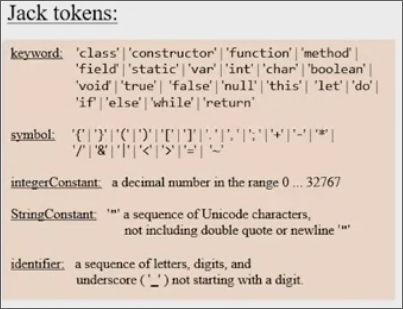 Jack tokens:
keyword: 'class'|'constructor'|'function'|'method'|
'field'|'static'|'var'|'int'|'char'|'boolean'|
'void'|'true'| 'false'|'null'|'this'| 'let'|'do'|
'if'|'else'|'while'|'return'
symbol: '{'|'}'|'('|')'|'['|']'|'.'|','|';'|'+'|'-'|'*'|
'/'|'&'|'|'|'<'|'>'|'='|'~'
integerConstant: a decimal number in the range 0 ... 32767
StringConstant: '"' a sequence of Unicode characters,
not including double quote or newline '"'
identifier: a sequence of letters, digits, and
underscore ( '_' ) not starting with a digit.